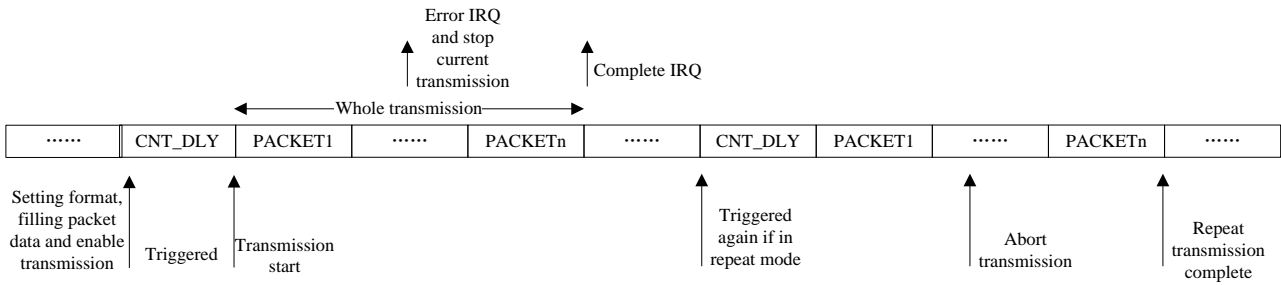 Error IRQ
and stop
current
transmission
Complete IRQ
Whole transmission
...... CNT_DLY PACKET1 ...... PACKETn ...... CNT_DLY PACKET1 ...... PACKETn ......
Setting format,
filling packet
data and enable
transmission
Triggered
Transmission
start
Triggered
again if in
repeat mode
Abort
transmission
Repeat
transmission
complete